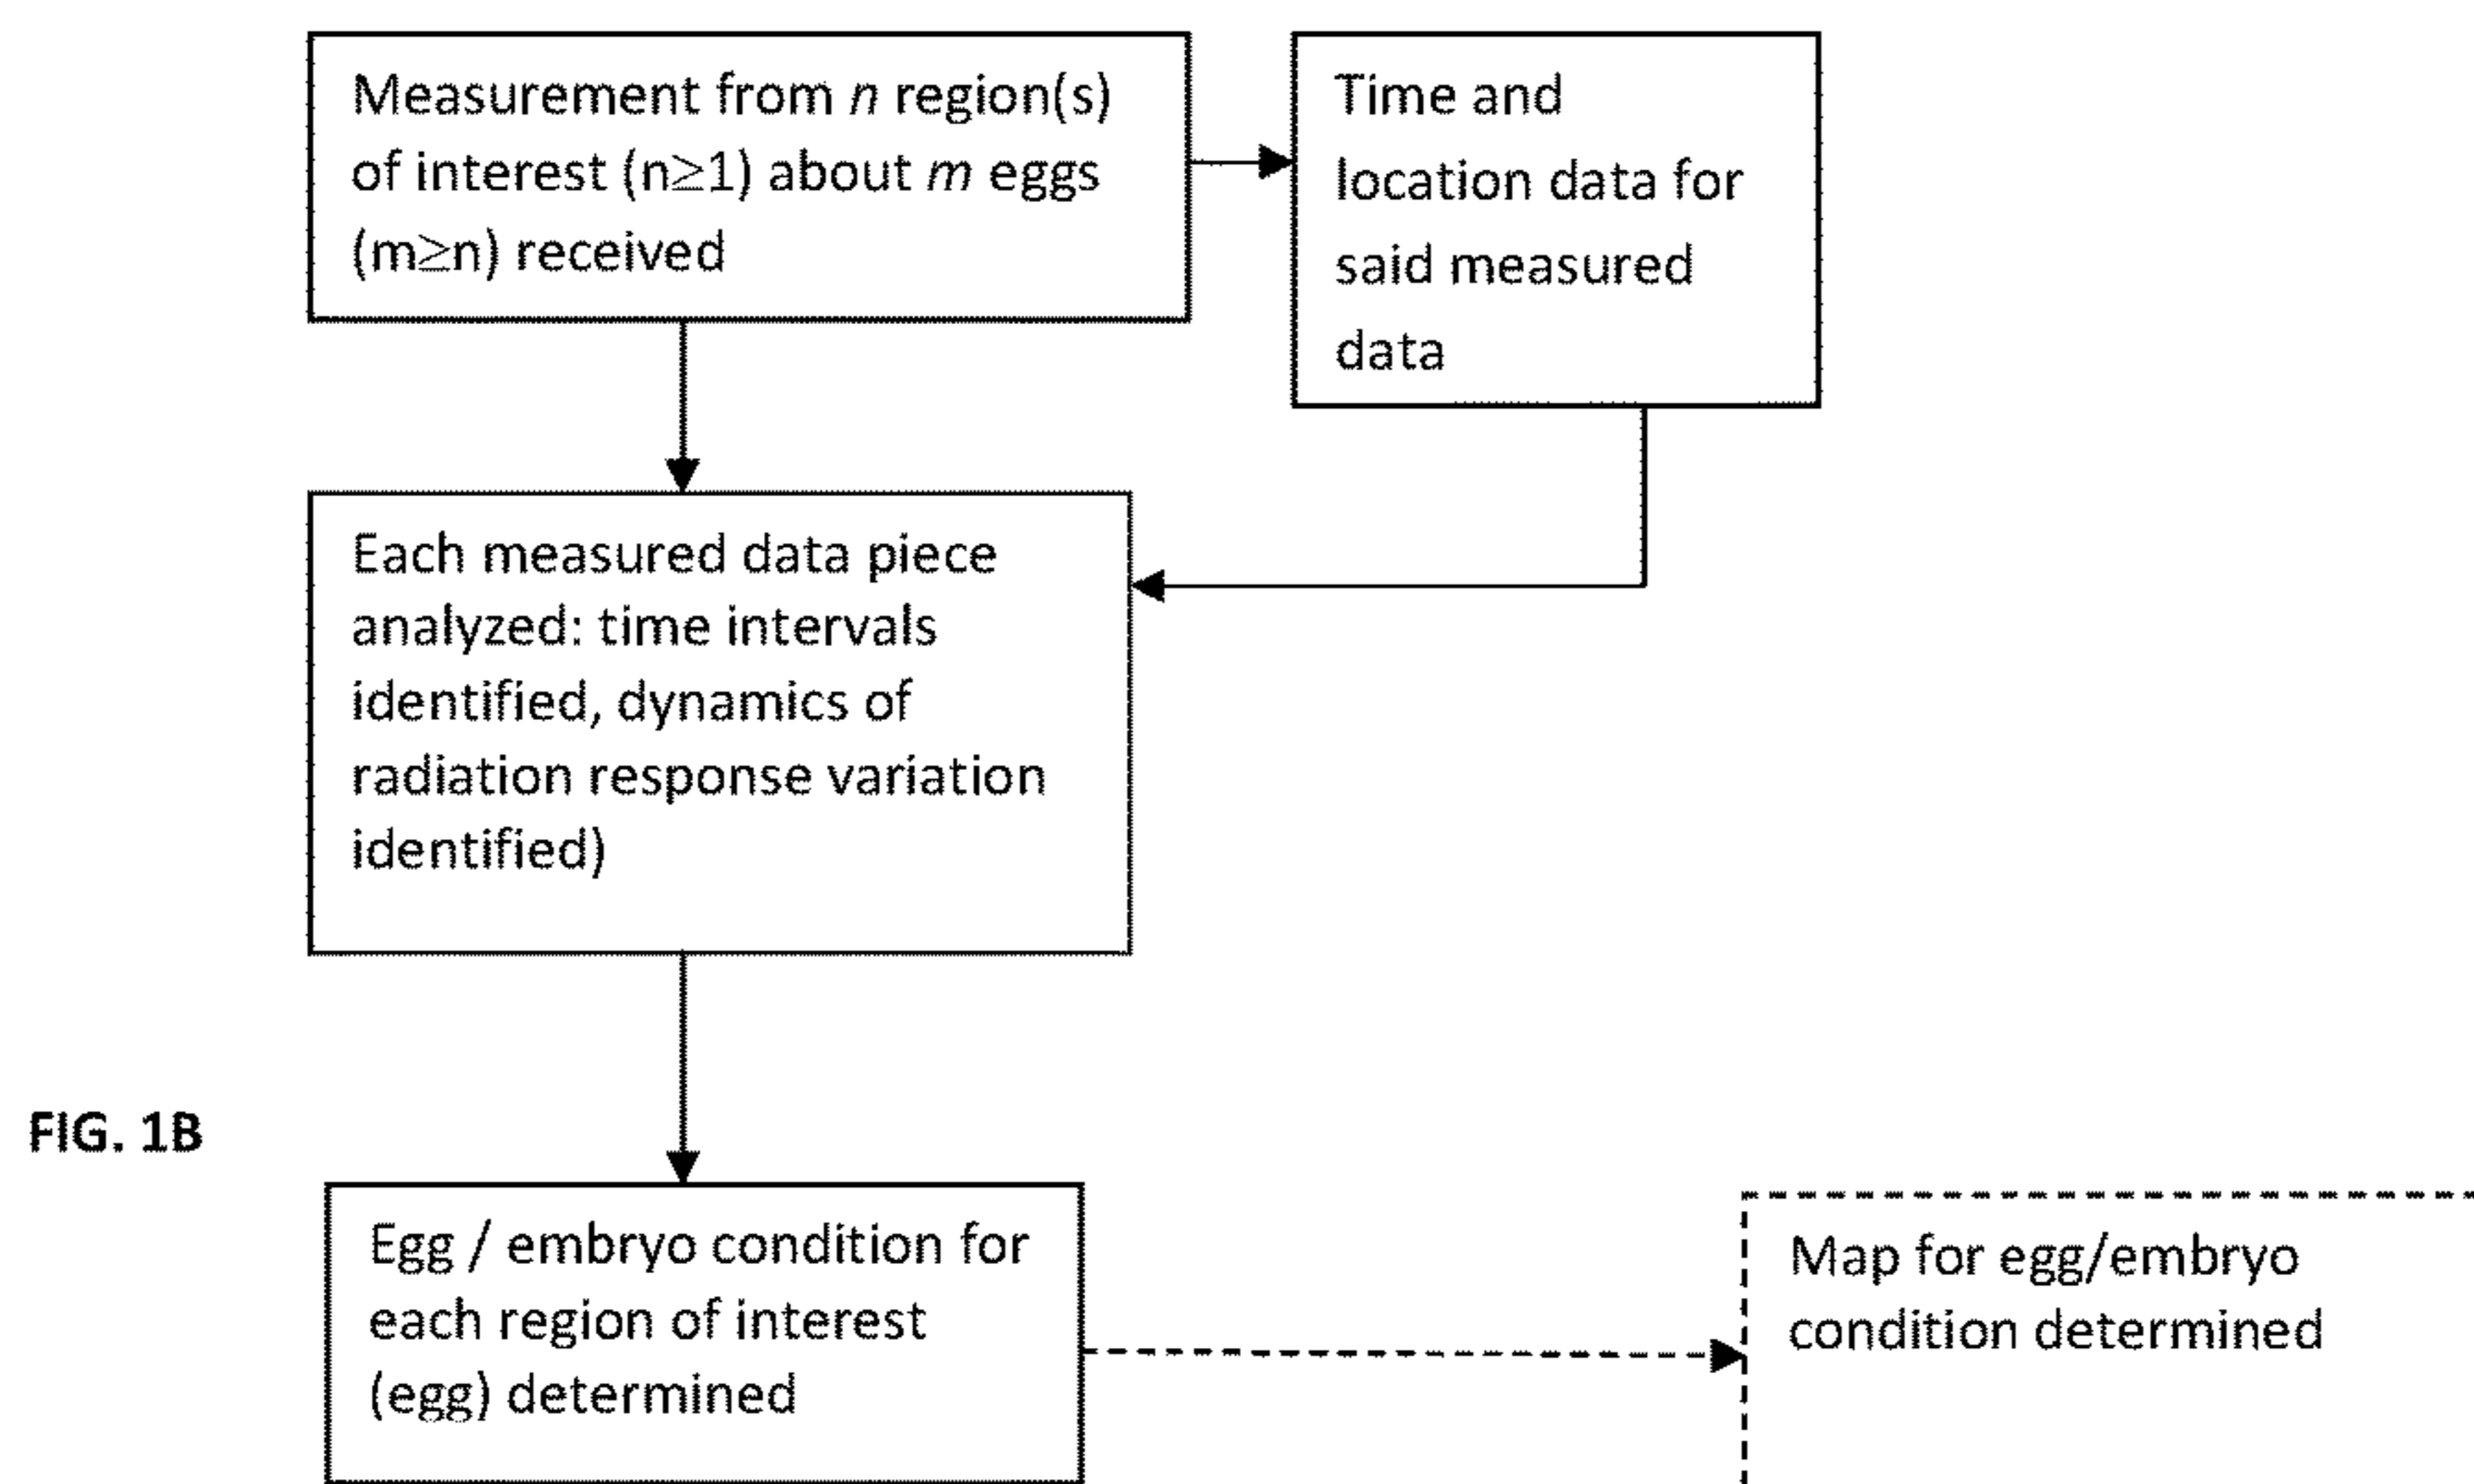 Measurement from n region(s)
of interest (n≥1) about m eggs
(m≥n) received
Time and
location data for
said measured
data
Each measured data piece
analyzed: time intervals
identified, dynamics of
radiation response variation
identified)
FIG. 1B
Egg / embryo condition for
each region of interest
(egg) determined
Map for egg/embryo
condition determined